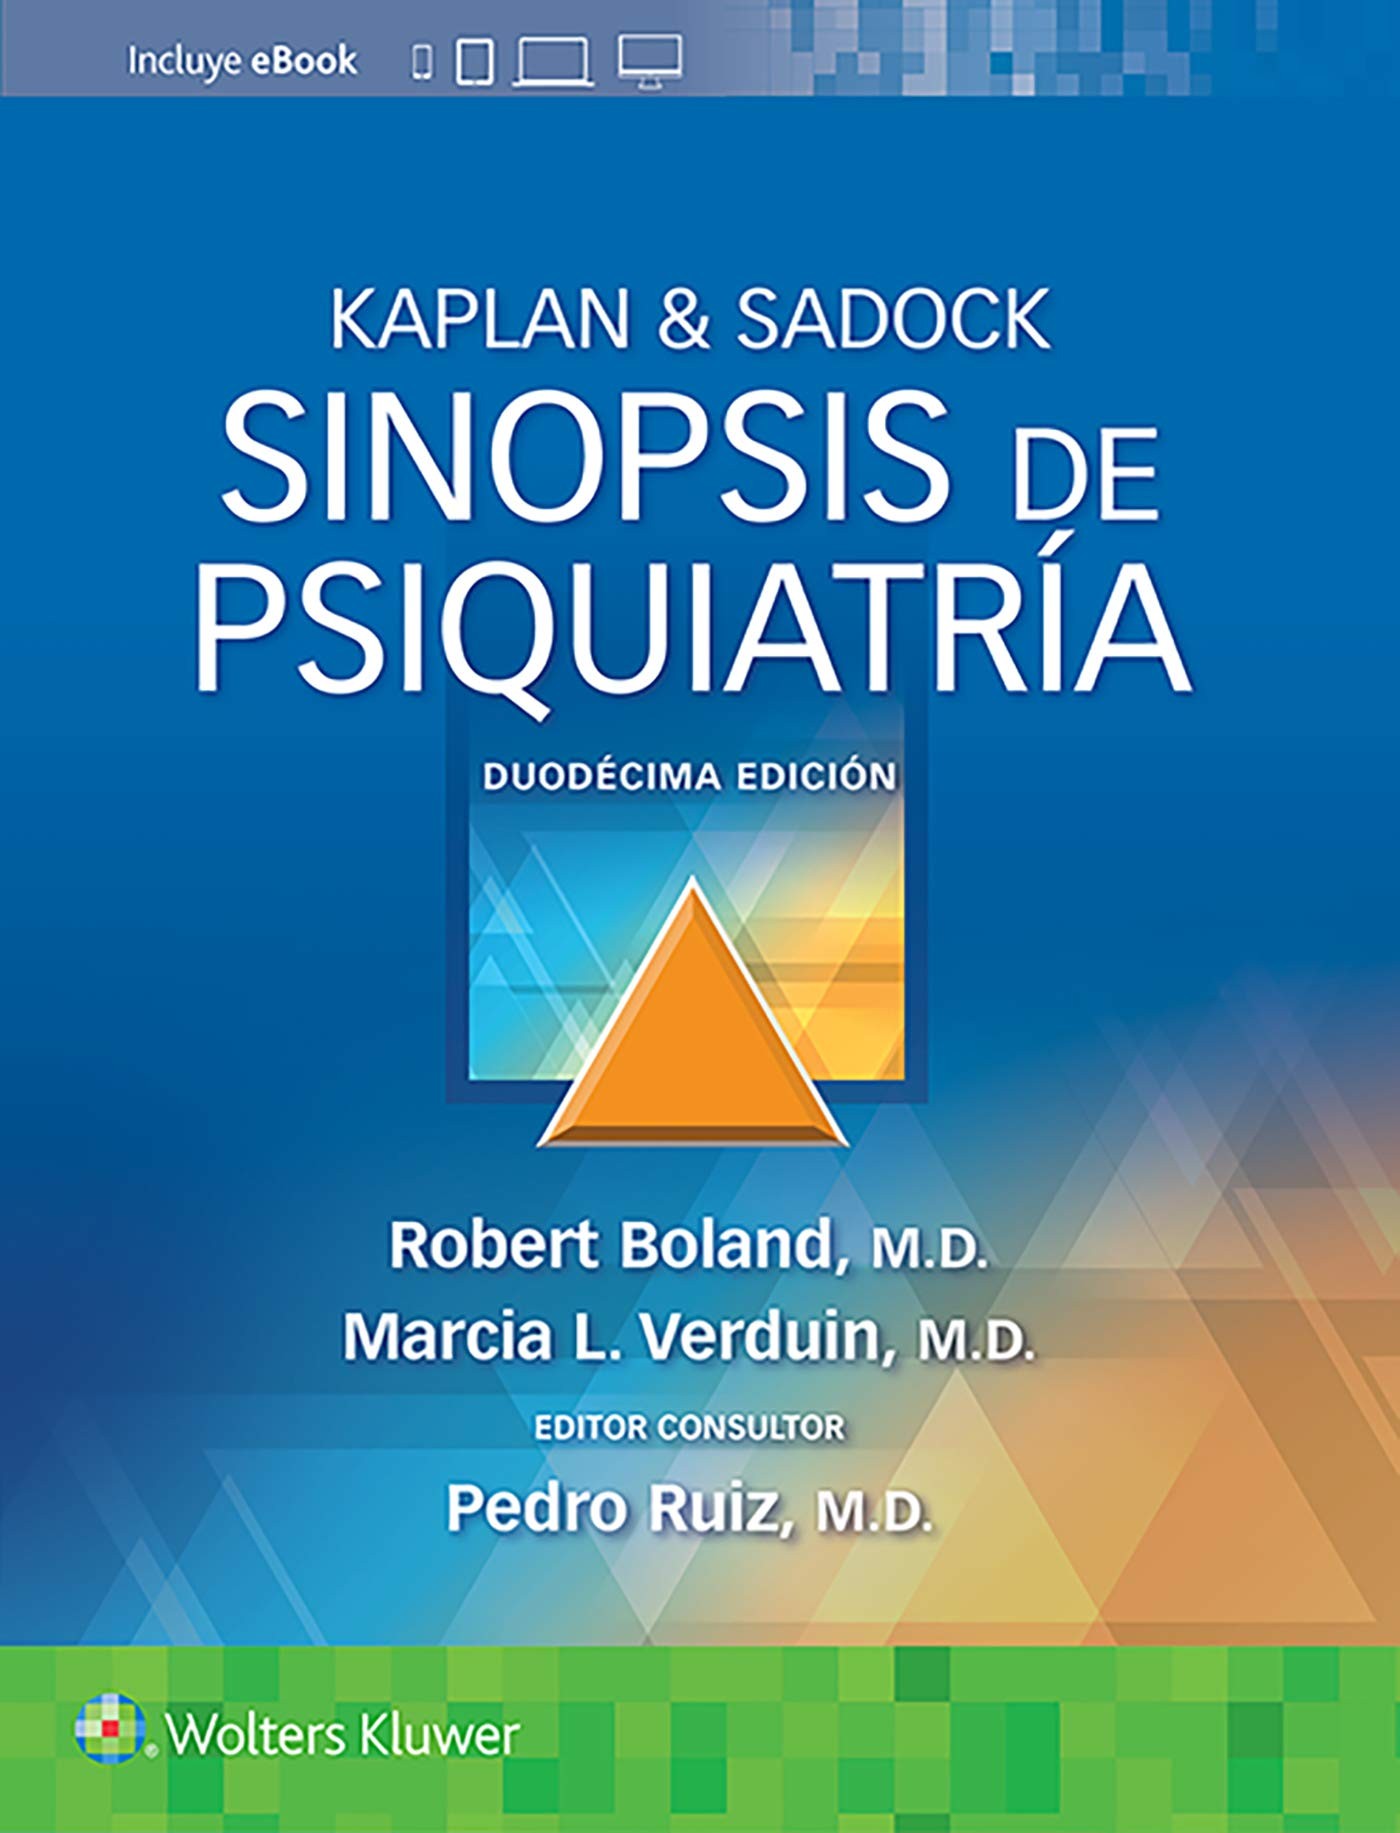 Incluye eBook
KAPLAN & SADOCK
SINOPSIS DE
PSIQUIATRÍA
DUODÉCIMA EDICIÓN
Robert Boland, M.D.
Marcia L. Verduin, M.D.
EDITOR CONSULTOR
Pedro Ruiz, M.D.
® Wolters Kluwer